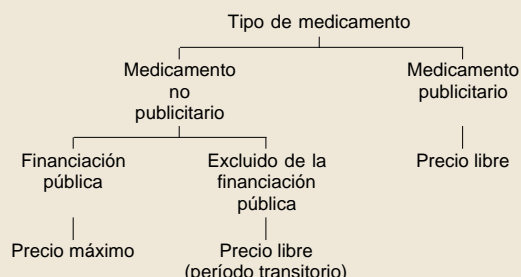 Tipo de medicamento
Medicamento
no
publicitario
Medicamento
publicitario
Financiación
pública
Excluido de la
financiación
pública
Precio libre
Precio máximo
Precio libre
(período transitorio)